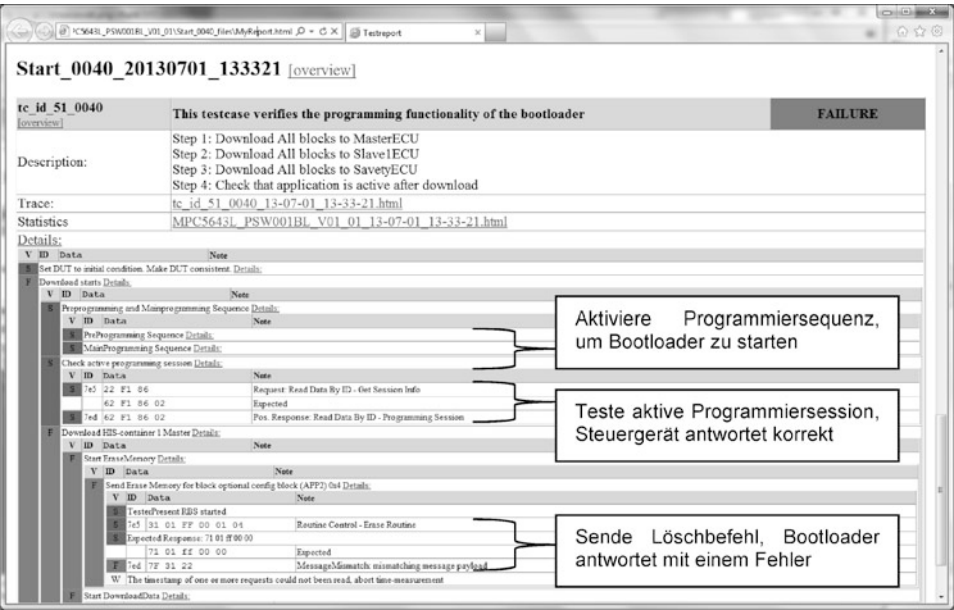 °C5643L_PSW001BL_V01_01\Start_0040_files\MyReport.html
Testreport
Start_0040_20130701_133321 [overview]
tc_id_51_0040
[overview]
This testcase verifies the programming functionality of the bootloader
FAILURE
Description:
Step 1: Download All blocks to MasterECU
Step 2: Download All blocks to Slave1ECU
Step 3: Download All blocks to SavetyECU
Step 4: Check that application is active after download
Trace: tc_id_51_0040_13-07-01_13-33-21.html
Statistics MPC5643L_PSW001BL_V01_01_13-07-01_13-33-21.html
Details:
V ID Data Note
S Set DUT to initial condition. Make DUT consistent. Details:
F Download starts Details:
V ID Data Note
S Preprogramming and Mainprogramming Sequence Details:
V ID Data Note
S PreProgramming Sequence Details:
S MainProgramming Sequence Details:
Aktiviere Programmiersequenz,
um Bootloader zu starten
S Check active programming session Details:
V ID Data Note
S 7e5 22 F1 86 Request: Read Data By ID - Get Session Info
62 F1 86 02 Expected
S 7ed 62 F1 86 02 Pos. Response: Read Data By ID - Programming Session
Teste aktive Programmiersession,
Steuergerät antwortet korrekt
F Download HIS-container 1 Master Details:
V ID Data Note
F Start EraseMemory Details:
V ID Data Note
F Send Erase Memory for block optional config block (APP2) 0x4 Details:
V ID Data Note
S TesterPresent RBS started
S 7e5 31 01 FF 00 01 04 Routine Control - Erase Routine
S Expected Response: 71 01 ff 00 00
71 01 ff 00 00 Expected
F 7ed 7F 31 22 MessageMismatch: mismatching message payload
W The timestamp of one or more requests could not been read, abort time-measurement
Sende Löschbefehl, Bootloader
antwortet mit einem Fehler
F Start DownloadData Details: